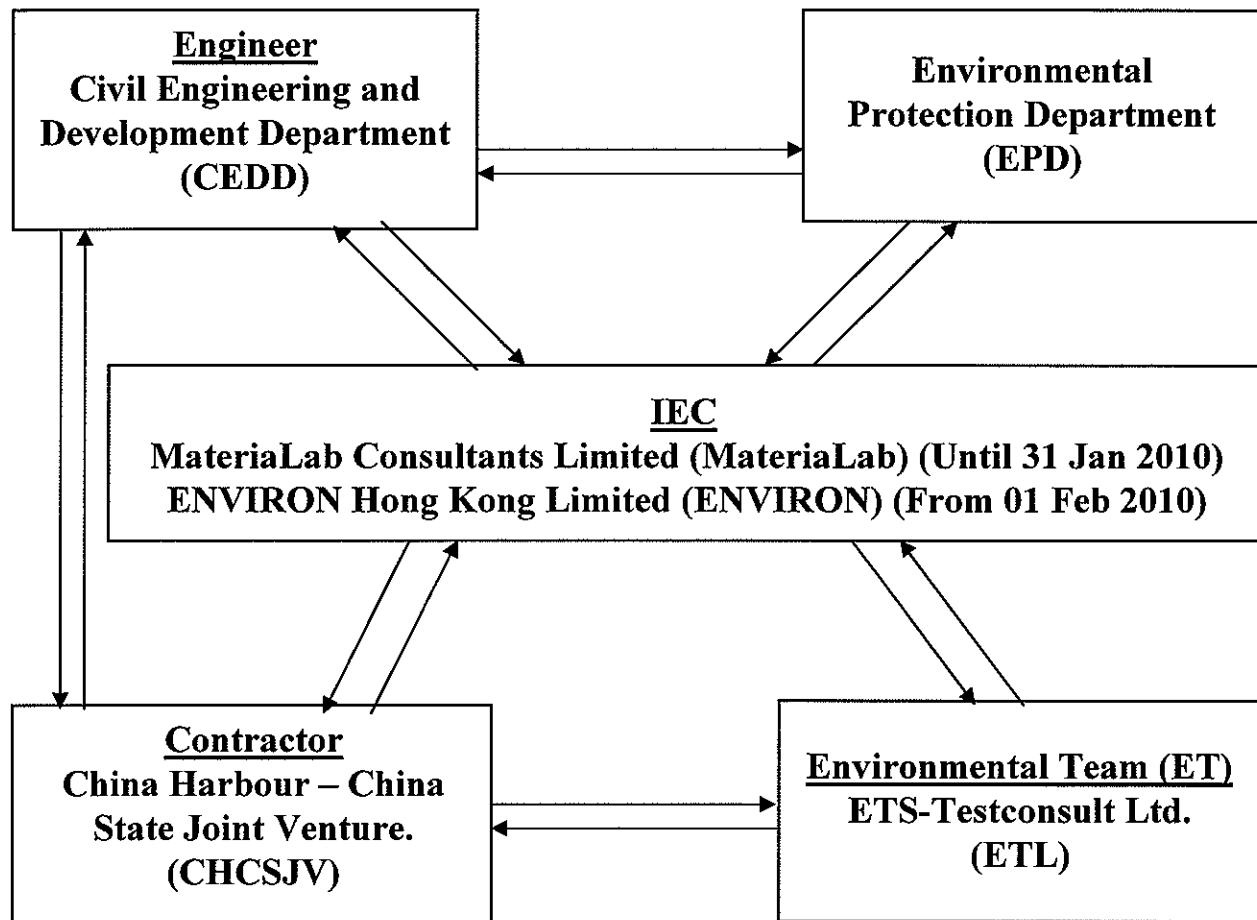 Engineer
Civil Engineering and
Development Department
(CEDD)
Environmental
Protection Department
(EPD)
IEC
MateriaLab Consultants Limited (MateriaLab) (Until 31 Jan 2010)
ENVIRON Hong Kong Limited (ENVIRON) (From 01 Feb 2010)
Contractor
China Harbour – China
State Joint Venture.
(CHCSJV)
Environmental Team (ET)
ETS-Testconsult Ltd.
(ETL)